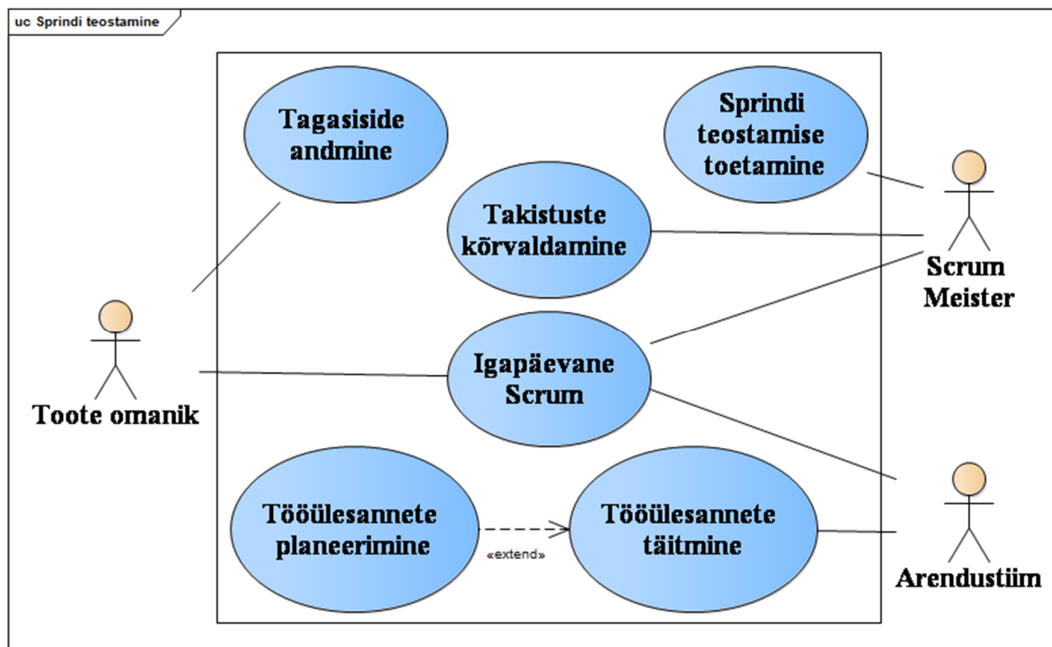 uc Sprindi teostamine
Tagasiside
andmine
Sprindi
teostamise
toetamine
Takistuste
kõrvaldamine
Scrum
Meister
Igapäevane
Scrum
Toote omanik
Tööülesannete
planeerimine
«extend»
Tööülesannete
täitmine
Arendustiim